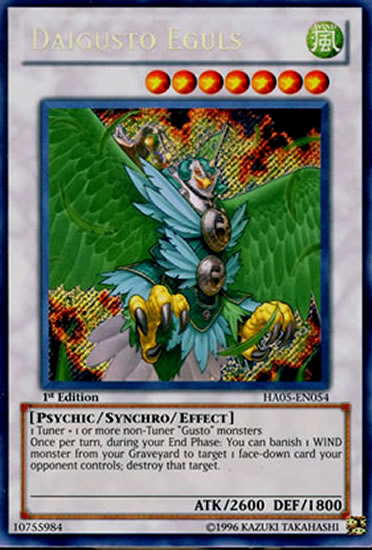 Daigusto Eguls
WIND
風
1st Edition
HA05-EN054
[Psychic/Synchro/Effect]
1 Tuner + 1 or more non-Tuner "Gusto" monsters
Once per turn, during your End Phase: You can banish 1 WIND
monster from your Graveyard to target 1 face-down card your
opponent controls; destroy that target.
ATK/2600 DEF/1800
10755984
©1996 KAZUKI TAKAHASHI